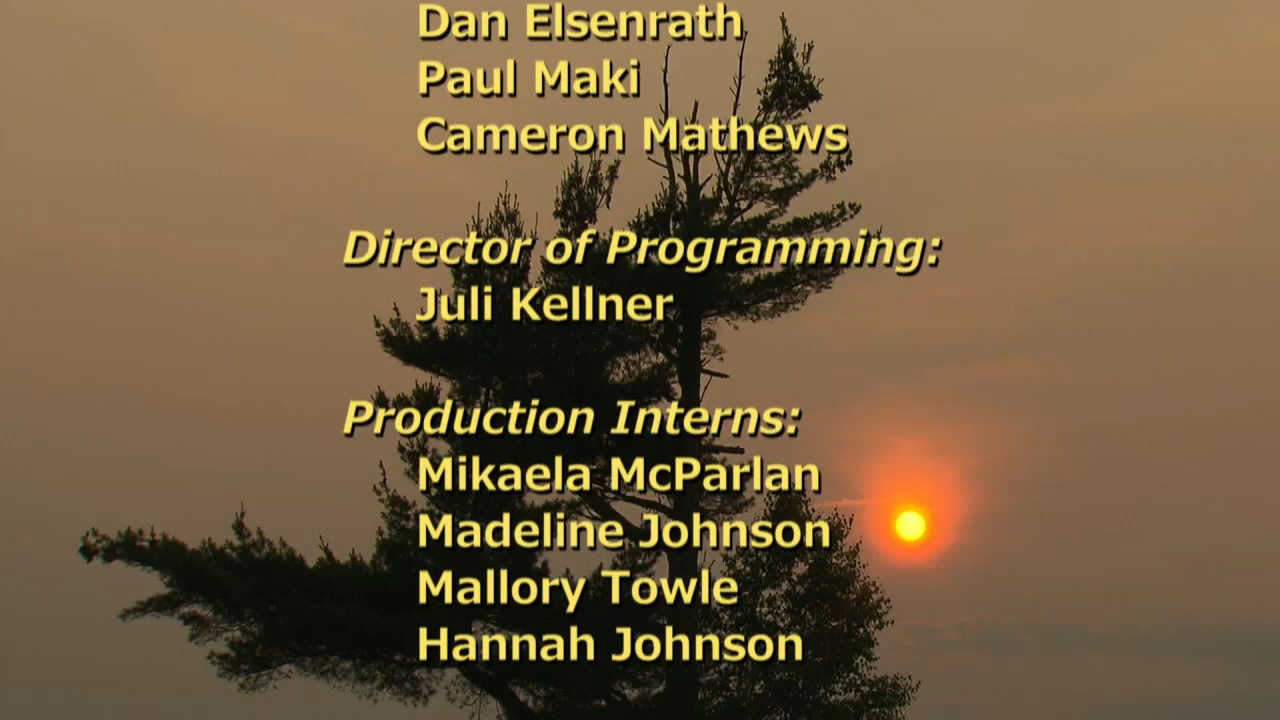 Dan Elsenrath
Paul Maki
Cameron Mathews
Director of Programming:
Juli Kellner
Production Interns:
Mikaela McParlan
Madeline Johnson
Mallory Towle
Hannah Johnson